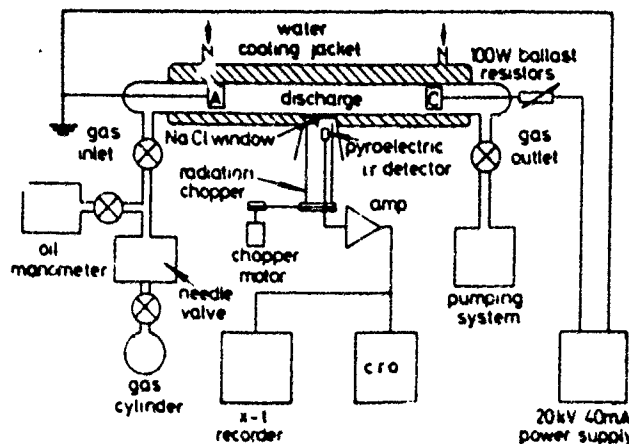 water
cooling jacket
100W ballast
resistors
A
discharge
C
gas
inlet
NaCl window
pyroelectric
ir detector
gas
outlet
radiation
chopper
amp
oil
manometer
chopper
motor
needle
valve
pumping
system
gas
cylinder
x-t
recorder
cro
20kV 40mA
power supply